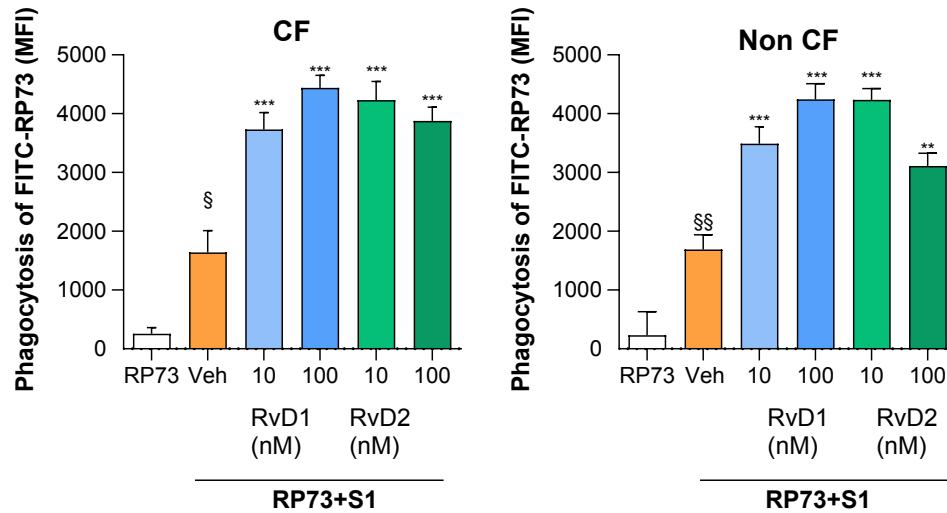 CF
Phagocytosis of FITC-RP73 (MFI)
5000
4000
3000
2000
1000
0
§
***
***
***
***
RP73 Veh 10 100 10 100
RvD1 RvD2
(nM) (nM)
RP73+S1
Non CF
Phagocytosis of FITC-RP73 (MFI)
5000
4000
3000
2000
1000
0
§§
***
***
***
**
RP73 Veh 10 100 10 100
RvD1 RvD2
(nM) (nM)
RP73+S1